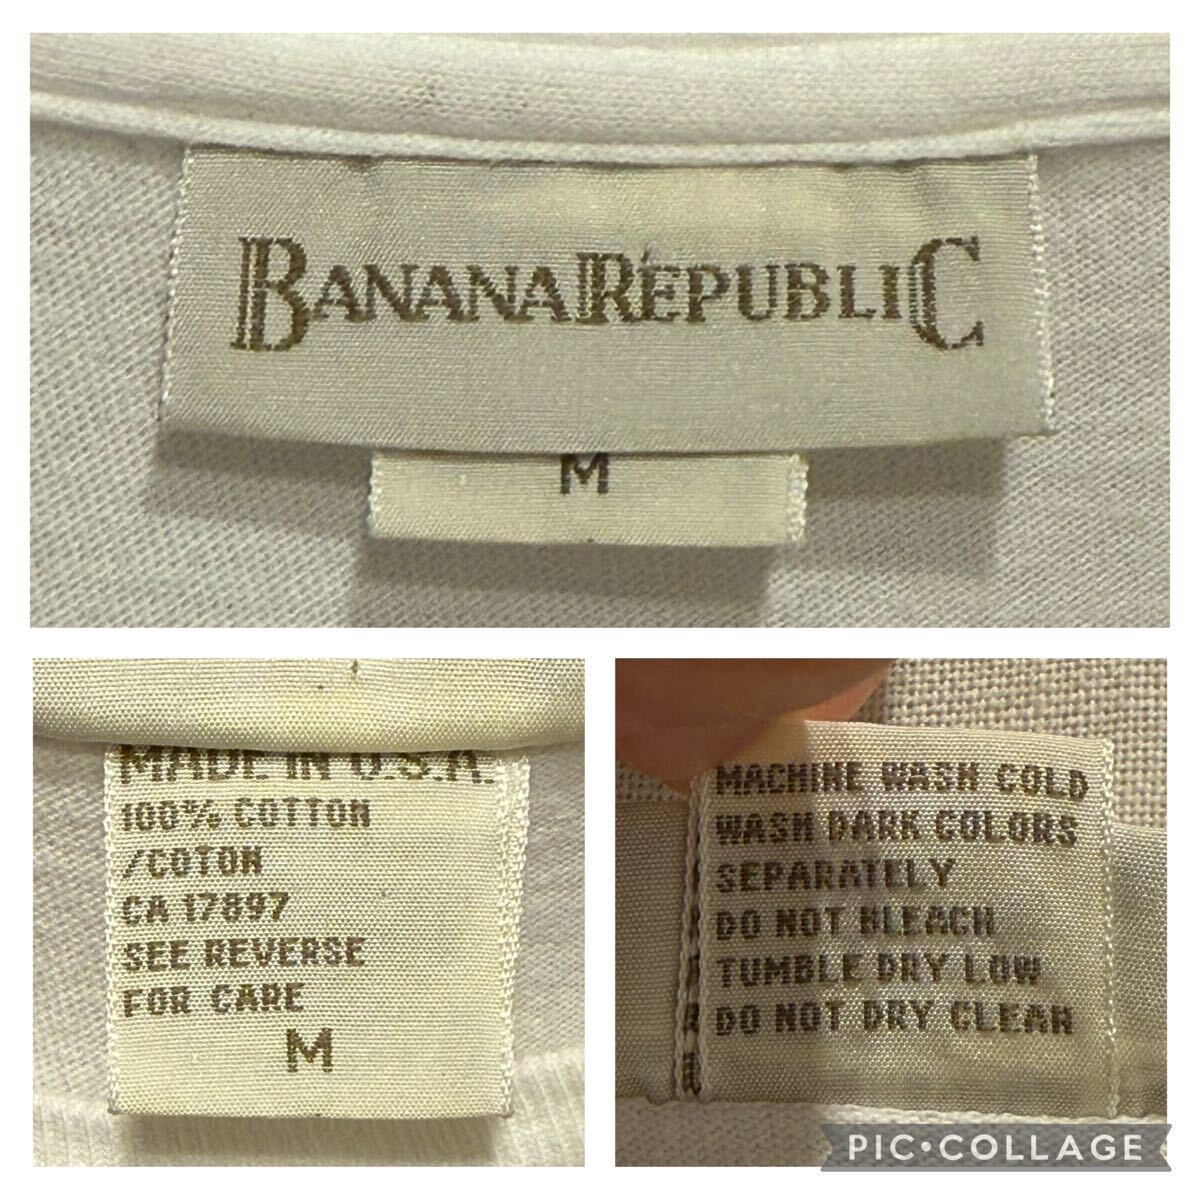 BANANA REPUBLIC
M
MADE IN U.S.A.
100% COTTON
/COTON
CA 17897
SEE REVERSE
FOR CARE
M
MACHINE WASH COLD
WASH DARK COLORS
SEPARATELY
DO NOT BLEACH
TUMBLE DRY LOW
DO NOT DRY CLEAN
PIC•COLLAGE